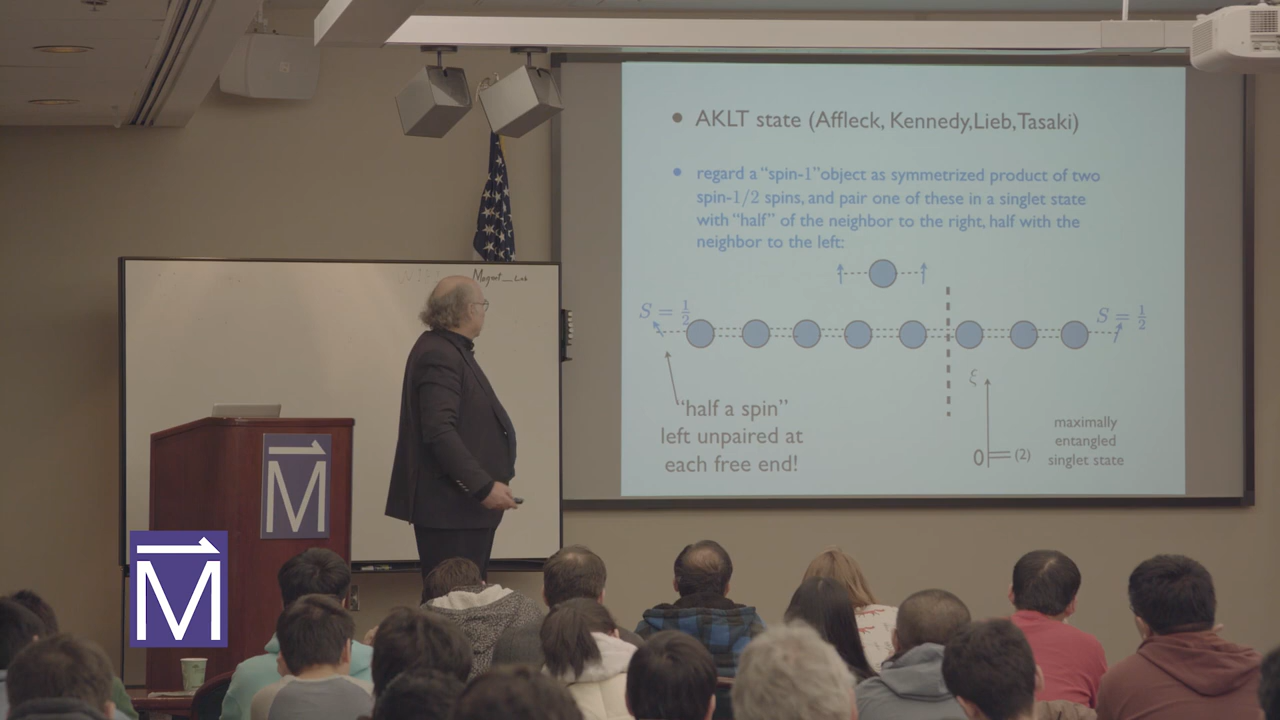 • AKLT state (Affleck, Kennedy,Lieb,Tasaki)
• regard a “spin-1”object as symmetrized product of two
spin-1/2 spins, and pair one of these in a singlet state
with “half” of the neighbor to the right, half with the
neighbor to the left:
S = 1/2
S = 1/2
“half a spin”
left unpaired at
each free end!
ξ
0
(2)
maximally
entangled
singlet state
Magnet_Lab
M
M